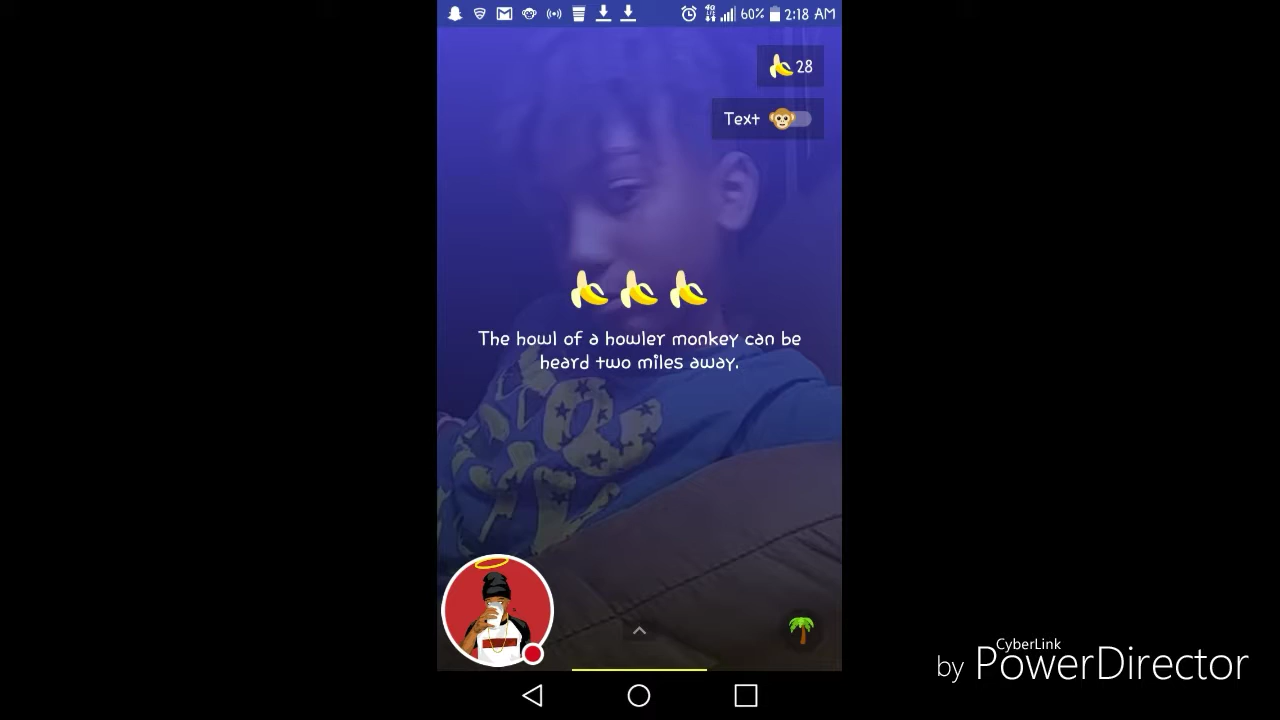 60% 2:18 AM
28
Text
The howl of a howler monkey can be
heard two miles away.
CyberLink
by PowerDirector